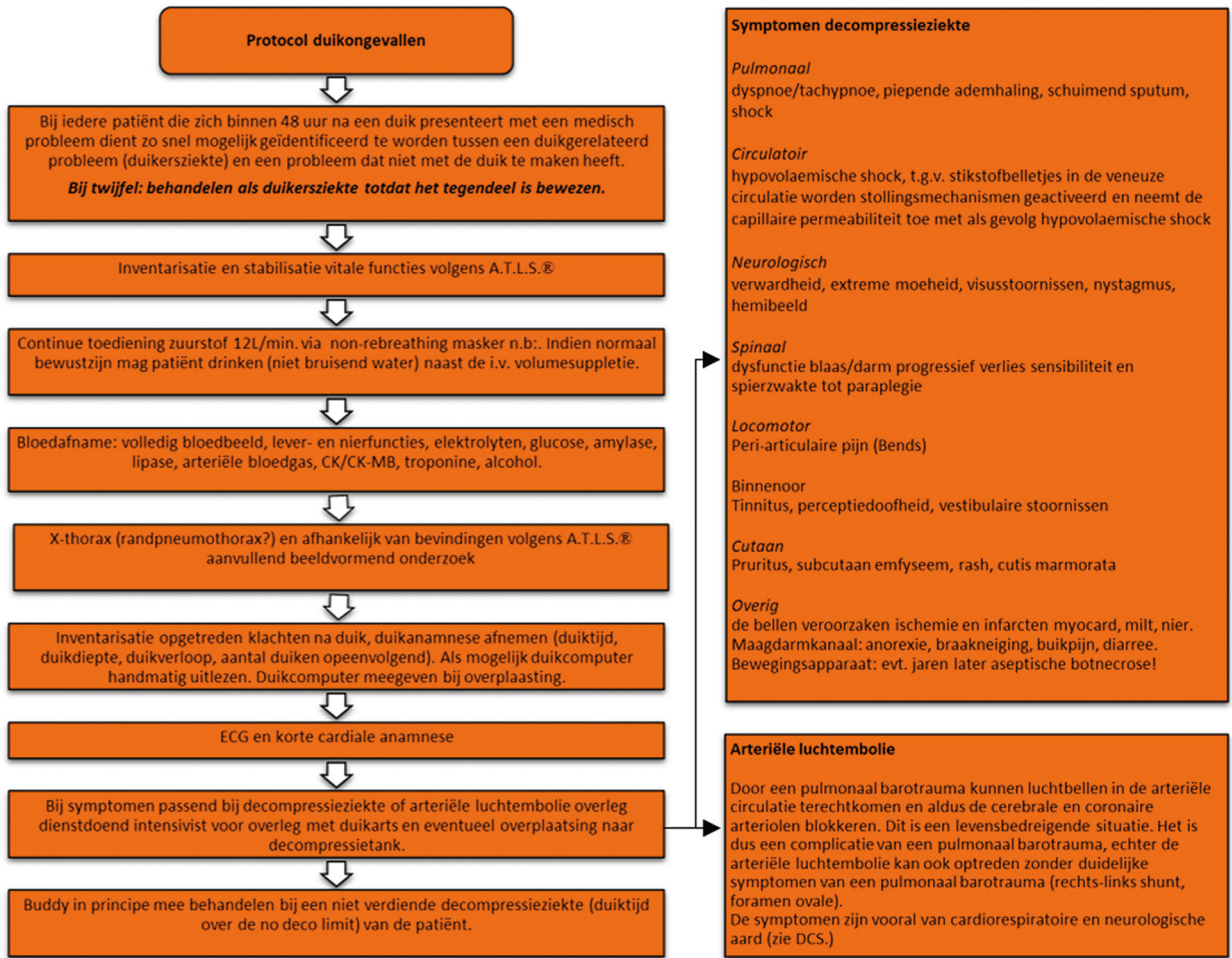 Protocol duikongevallen
Bij iedere patiënt die zich binnen 48 uur na een duik presenteert met een medisch
probleem dient zo snel mogelijk geïdentificeerd te worden tussen een duikgerelateerd
probleem (duikersziekte) en een probleem dat niet met de duik te maken heeft.
Bij twijfel: behandelen als duikersziekte totdat het tegendeel is bewezen.
Inventarisatie en stabilisatie vitale functies volgens A.T.L.S.®
Continue toediening zuurstof 12L/min. via non-rebreathing masker n.b:. Indien normaal
bewustzijn mag patiënt drinken (niet bruisend water) naast de i.v. volumesuppletie.
Bloedafname: volledig bloedbeeld, lever- en nierfuncties, elektrolyten, glucose, amylase,
lipase, arteriële bloedgas, CK/CK-MB, troponine, alcohol.
X-thorax (randpneumothorax?) en afhankelijk van bevindingen volgens A.T.L.S.®
aanvullend beeldvormend onderzoek
Inventarisatie opgetreden klachten na duik, duikanamnese afnemen (duiktijd,
duikdiepte, duikverloop, aantal duiken opeenvolgend). Als mogelijk duikcomputer
handmatig uitlezen. Duikcomputer meegeven bij overplaasting.
ECG en korte cardiale anamnese
Bij symptomen passend bij decompressieziekte of arteriële luchtembolie overleg
dienstdoend intensivist voor overleg met duikarts en eventueel overplaatsing naar
decompressietank.
Buddy in principe mee behandelen bij een niet verdiende decompressieziekte (duiktijd
over de no deco limit) van de patiënt.
Symptomen decompressieziekte
Pulmonaal
dyspnoe/tachypnoe, piepende ademhaling, schuimend sputum,
shock
Circulatoir
hypovolaemische shock, t.g.v. stikstofbelletjes in de veneuze
circulatie worden stollingsmechanismen geactiveerd en neemt de
capillaire permeabiliteit toe met als gevolg hypovolaemische shock
Neurologisch
verwardheid, extreme moeheid, visusstoornissen, nystagmus,
hemibeeld
Spinaal
dysfunctie blaas/darm progressief verlies sensibiliteit en
spierzwakte tot paraplegie
Locomotor
Peri-articulaire pijn (Bends)
Binnenoor
Tinnitus, perceptiedoofheid, vestibulaire stoornissen
Cutaan
Pruritus, subcutaan emfyseem, rash, cutis marmorata
Overig
de bellen veroorzaken ischemie en infarcten myocard, milt, nier.
Maagdarmkanaal: anorexie, braakneiging, buikpijn, diarree.
Bewegingsapparaat: evt. jaren later aseptische botnecrose!
Arteriële luchtembolie
Door een pulmonaal barotrauma kunnen luchtbellen in de arteriële
circulatie terechtkomen en aldus de cerebrale en coronaire
arteriolen blokkeren. Dit is een levensbedreigende situatie. Het is
dus een complicatie van een pulmonaal barotrauma, echter de
arteriële luchtembolie kan ook optreden zonder duidelijke
symptomen van een pulmonaal barotrauma (rechts-links shunt,
foramen ovale).
De symptomen zijn vooral van cardiorespiratoire en neurologische
aard (zie DCS.)